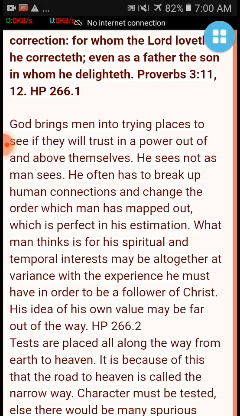 0:0KB/s U:0KB/s 82% 7:00 AM
No internet connection
correction: for whom the Lord loveth
he correcteth; even as a father the son
in whom he delighteth. Proverbs 3:11,
12. HP 266.1
God brings men into trying places to
see if they will trust in a power out of
and above themselves. He sees not as
man sees. He often has to break up
human connections and change the
order which man has mapped out,
which is perfect in his estimation. What
man thinks is for his spiritual and
temporal interests may be altogether at
variance with the experience he must
have in order to be a follower of Christ.
His idea of his own value may be far
out of the way. HP 266.2
Tests are placed all along the way from
earth to heaven. It is because of this
that the road to heaven is called the
narrow way. Character must be tested,
else there would be many spurious